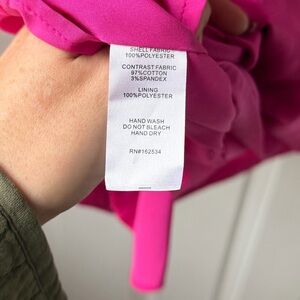 SHELL FABRIC
100%POLYESTER
CONTRAST FABRIC
97%COTTON
3%SPANDEX
LINING
100%POLYESTER
HAND WASH
DO NOT BLEACH
HAND DRY
RN#162534